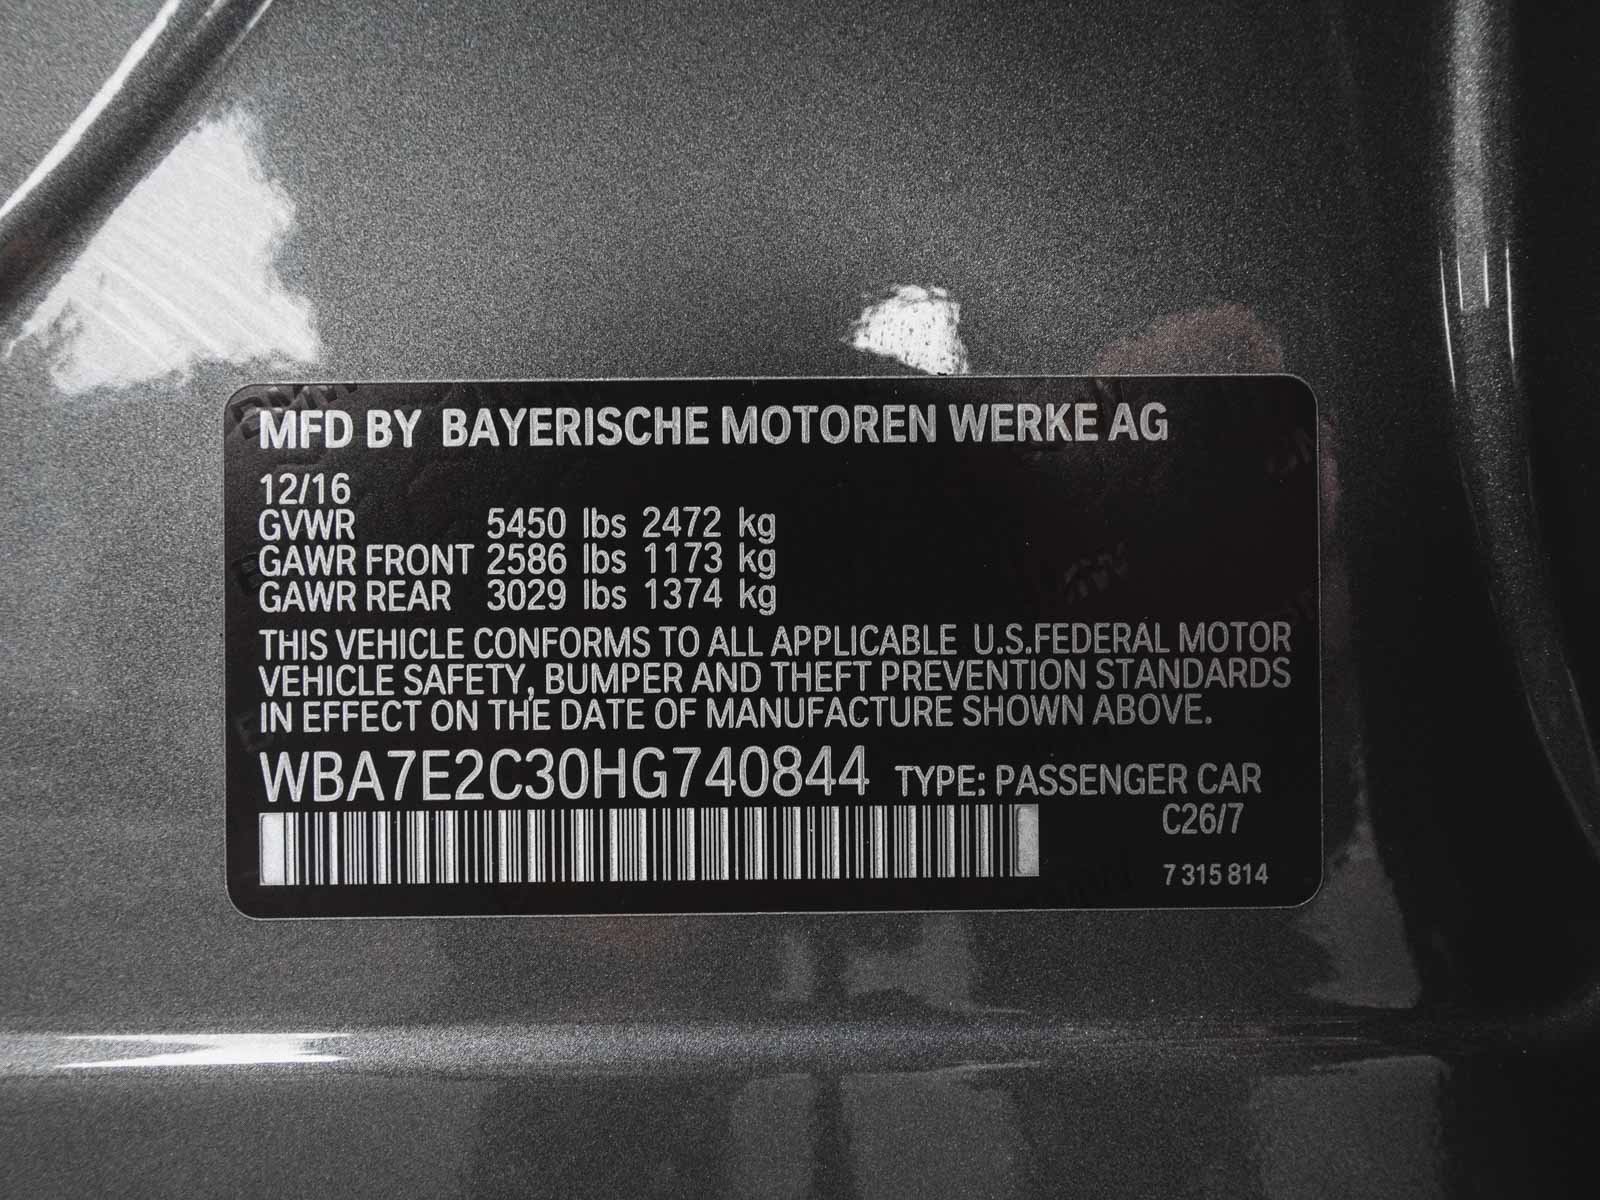 MFD BY BAYERISCHE MOTOREN WERKE AG
12/16
GVWR 5450 lbs 2472 kg
GAWR FRONT 2586 lbs 1173 kg
GAWR REAR 3029 lbs 1374 kg
THIS VEHICLE CONFORMS TO ALL APPLICABLE U.S.FEDERAL MOTOR
VEHICLE SAFETY, BUMPER AND THEFT PREVENTION STANDARDS
IN EFFECT ON THE DATE OF MANUFACTURE SHOWN ABOVE.
WBA7E2C30HG740844 TYPE: PASSENGER CAR
C26/7
7 315 814